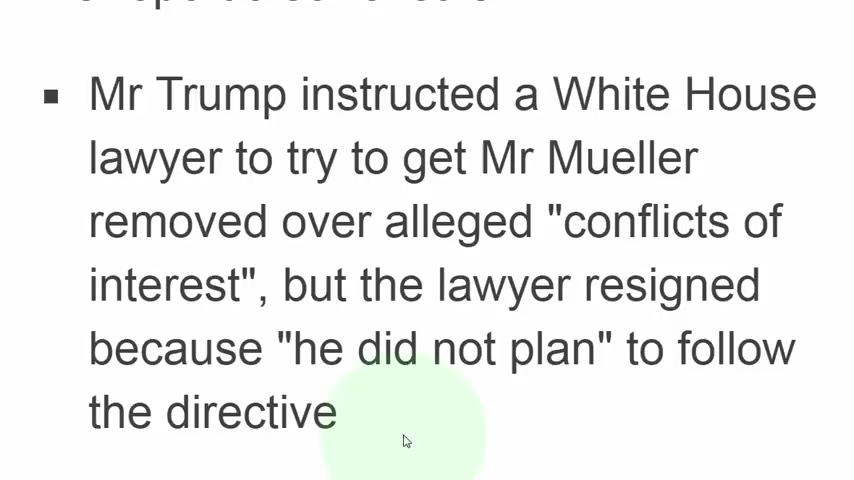 ▪ Mr Trump instructed a White House
lawyer to try to get Mr Mueller
removed over alleged "conflicts of
interest", but the lawyer resigned
because "he did not plan" to follow
the directive